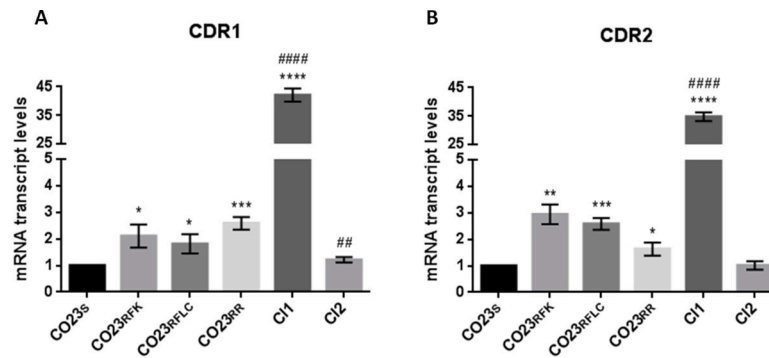 A
CDR1
mRNA transcript levels
45
35
25
5
4
3
2
1
0
*
*
***
####
****
##
CO23S
CO23RFK
CO23RFLC
CO23RR
CI1
CI2
B
CDR2
mRNA transcript levels
45
35
25
5
4
3
2
1
0
**
***
*
####
****
CO23S
CO23RFK
CO23RFLC
CO23RR
CI1
CI2